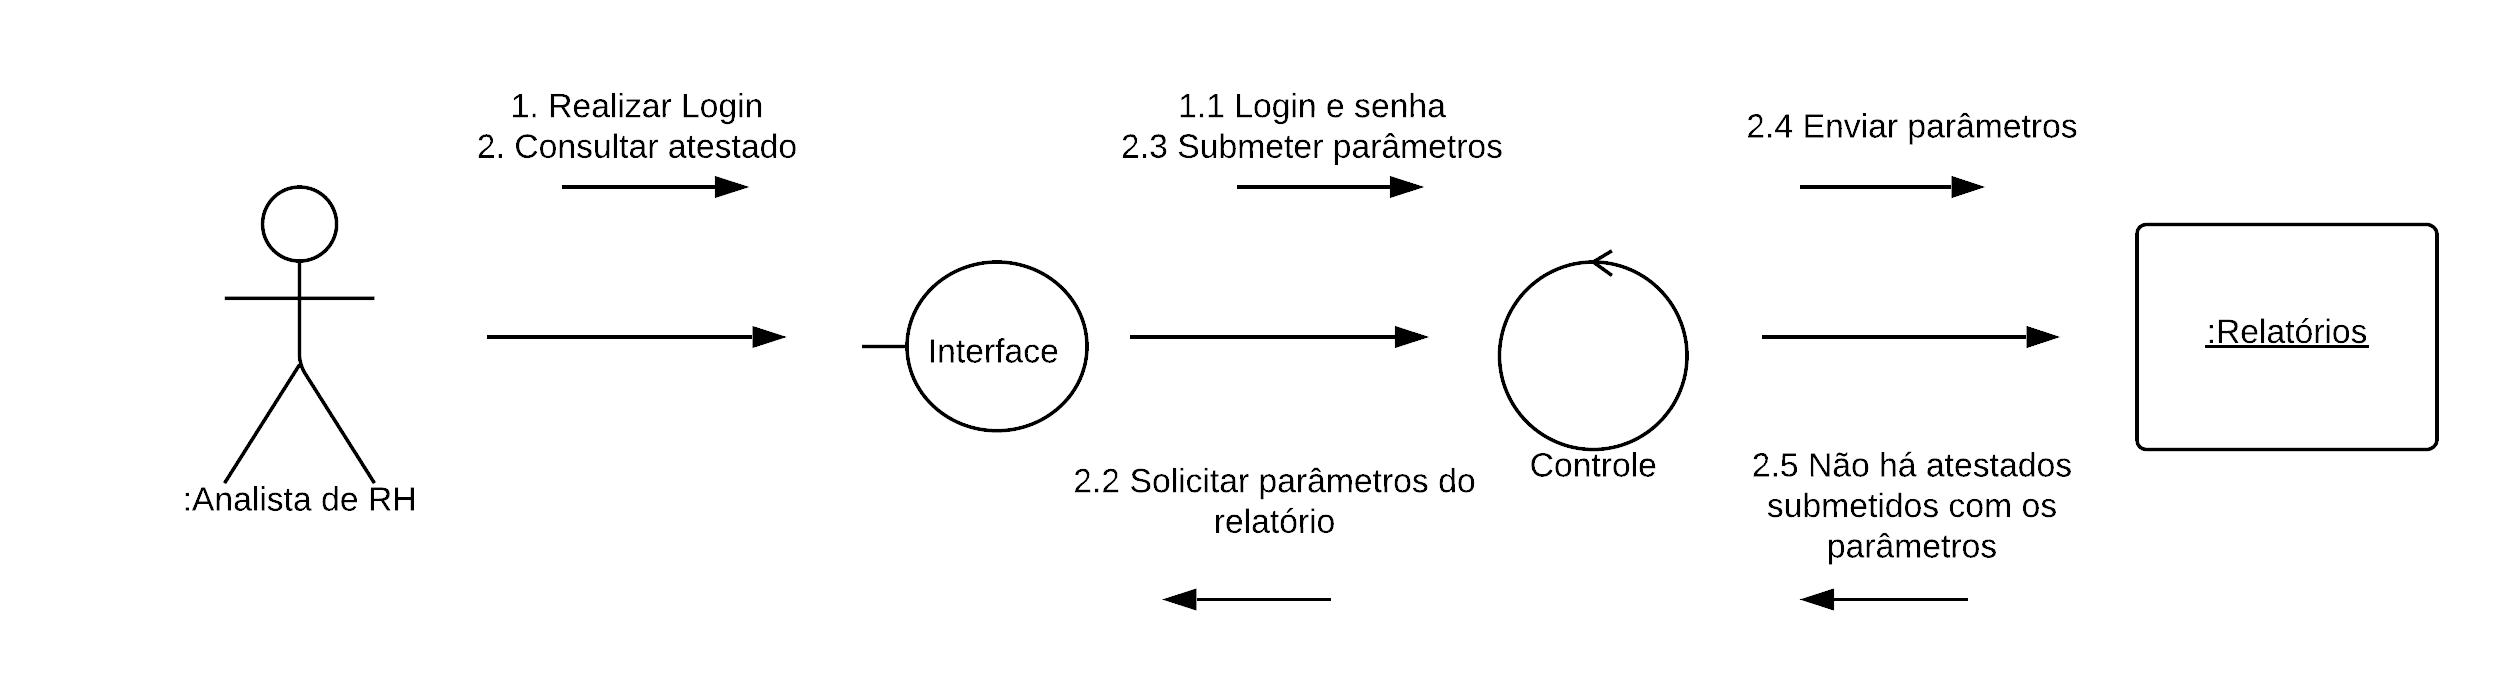 1. Realizar Login
2. Consultar atestado
1.1 Login e senha
2.3 Submeter parâmetros
2.4 Enviar parâmetros
Interface
:Relatórios
:Analista de RH
2.2 Solicitar parâmetros do
relatório
Controle
2.5 Não há atestados
submetidos com os
parâmetros